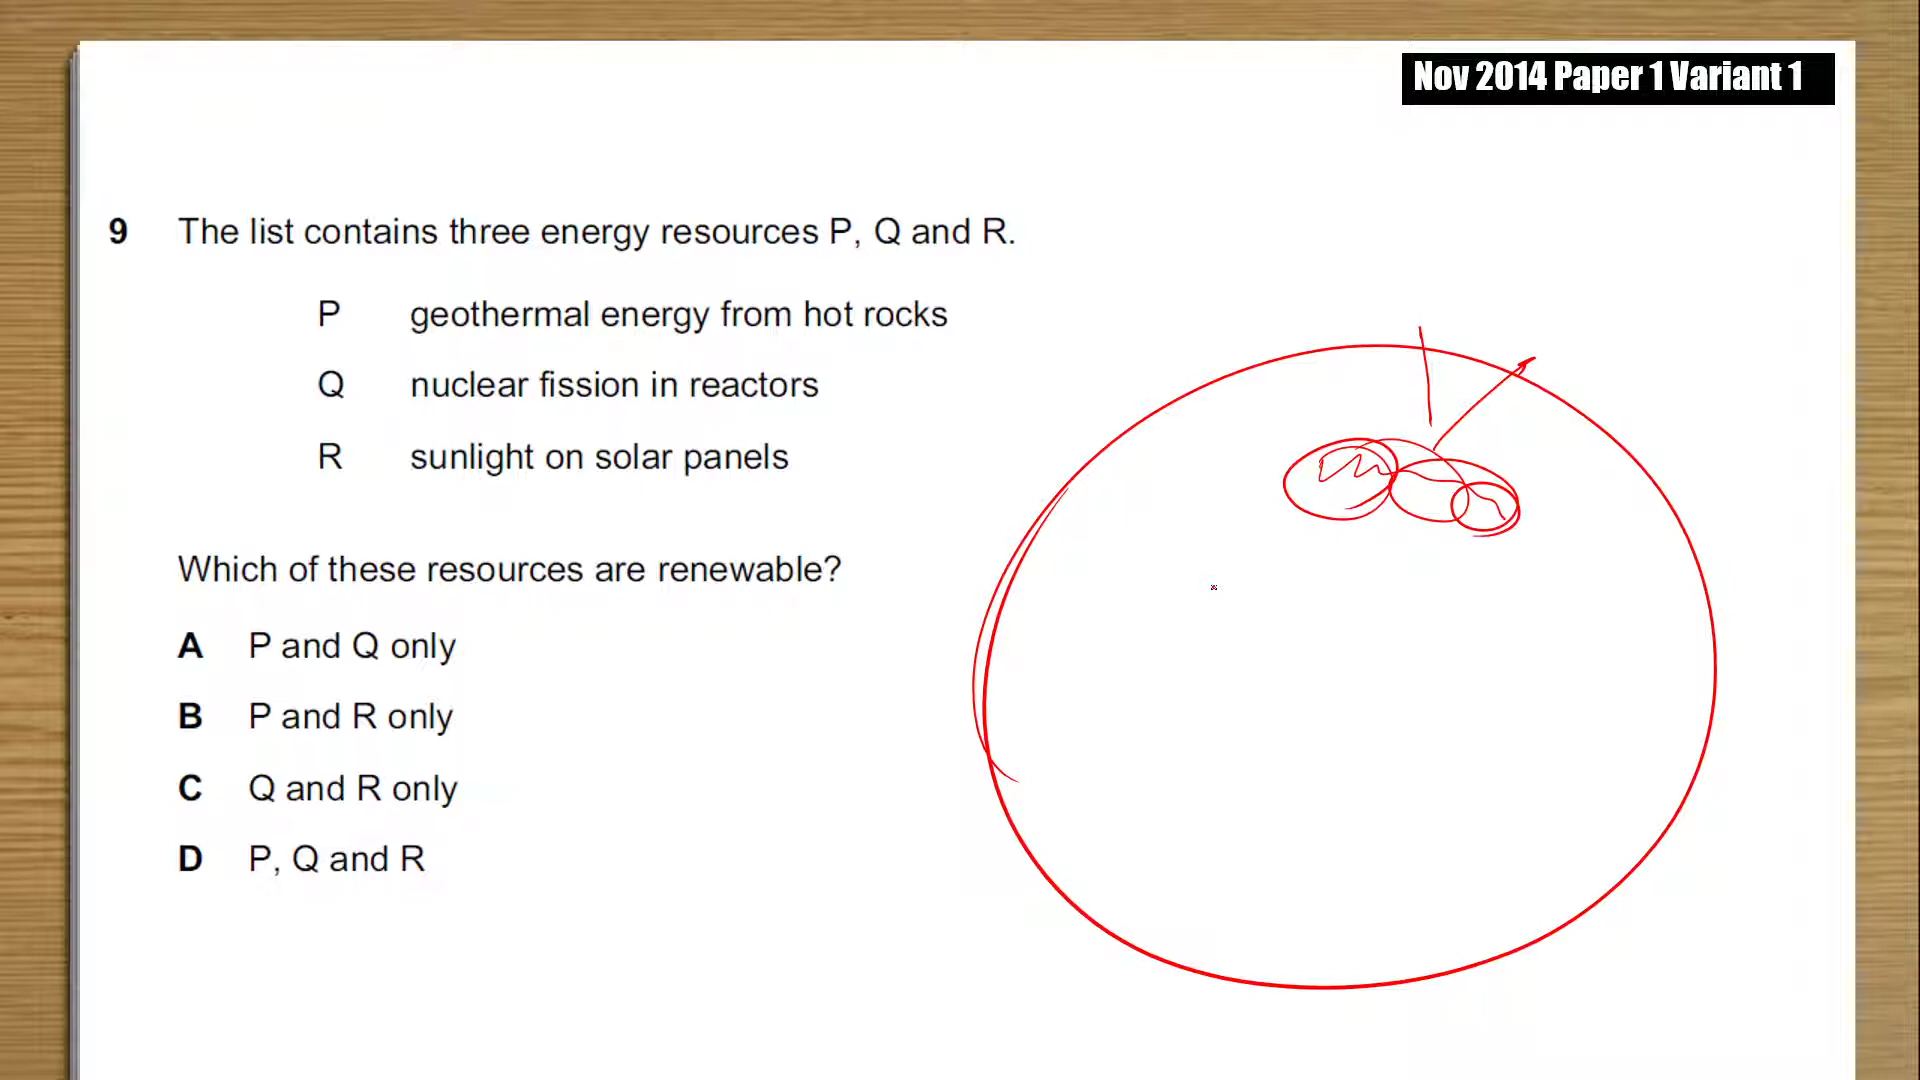 Nov 2014 Paper 1 Variant 1
9 The list contains three energy resources P, Q and R.
P geothermal energy from hot rocks
Q nuclear fission in reactors
R sunlight on solar panels
Which of these resources are renewable?
A P and Q only
B P and R only
C Q and R only
D P, Q and R